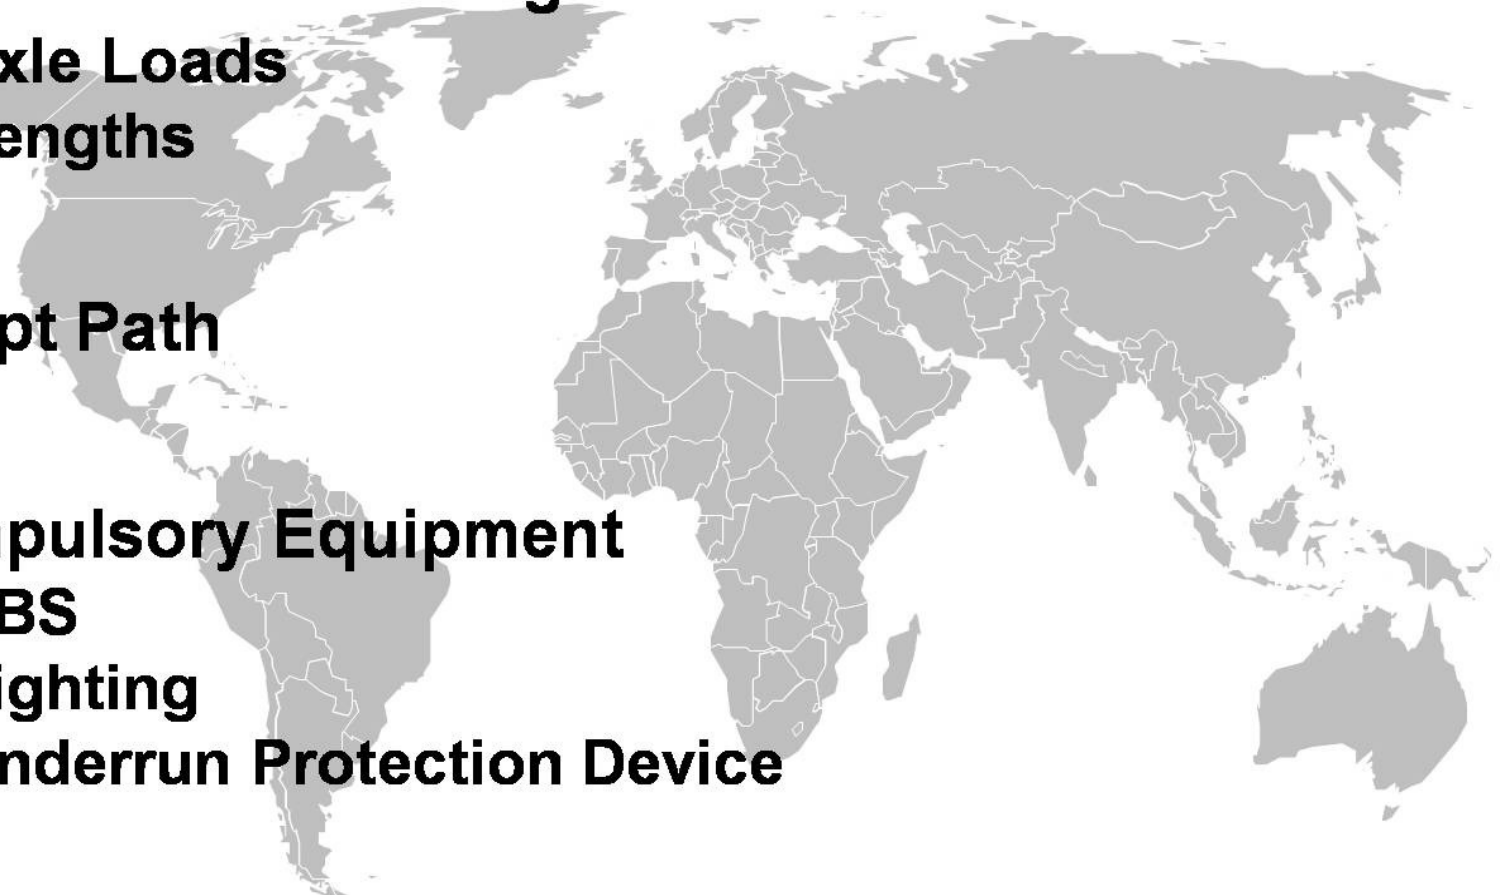 xle Loads
engths
pt Path
pulsory Equipment
BS
ighting
nderrun Protection Device